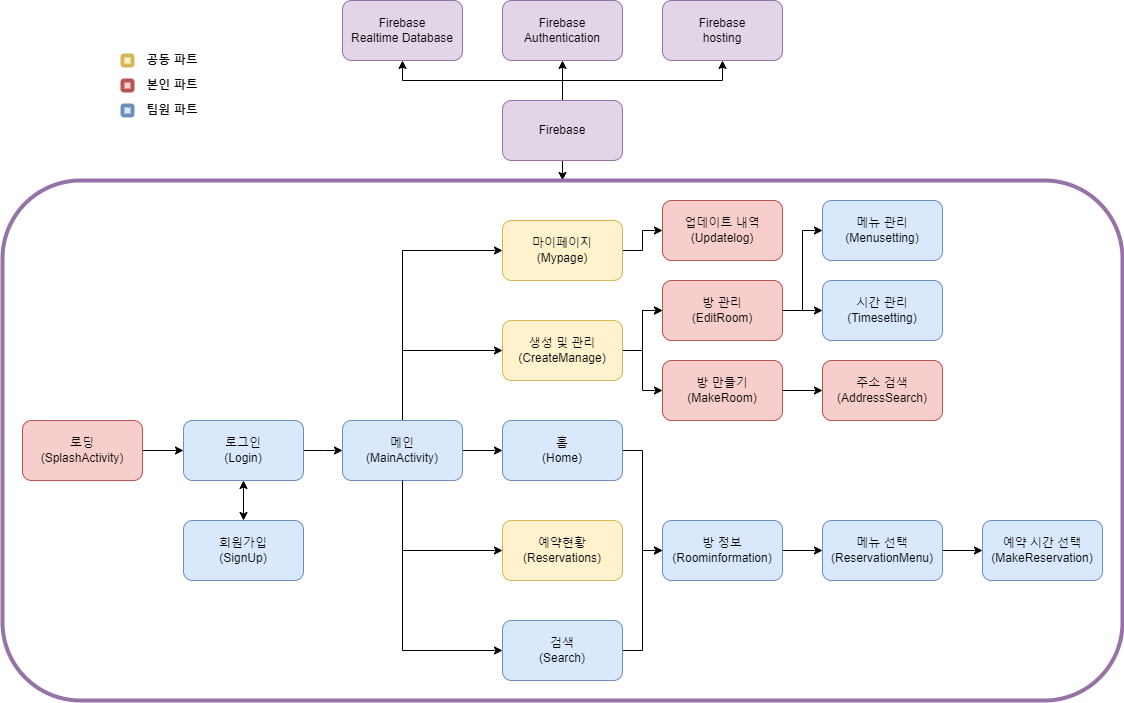 Firebase
Realtime Database
Firebase
Authentication
Firebase
hosting
공동 파트
본인 파트
팀원 파트
Firebase
마이페이지
(Mypage)
업데이트 내역
(Updatelog)
메뉴 관리
(Menusetting)
방 관리
(EditRoom)
시간 관리
(Timesetting)
생성 및 관리
(CreateManage)
방 만들기
(MakeRoom)
주소 검색
(AddressSearch)
로딩
(SplashActivity)
로그인
(Login)
메인
(MainActivity)
홈
(Home)
회원가입
(SignUp)
예약현황
(Reservations)
방 정보
(Roominformation)
메뉴 선택
(ReservationMenu)
예약 시간 선택
(MakeReservation)
검색
(Search)